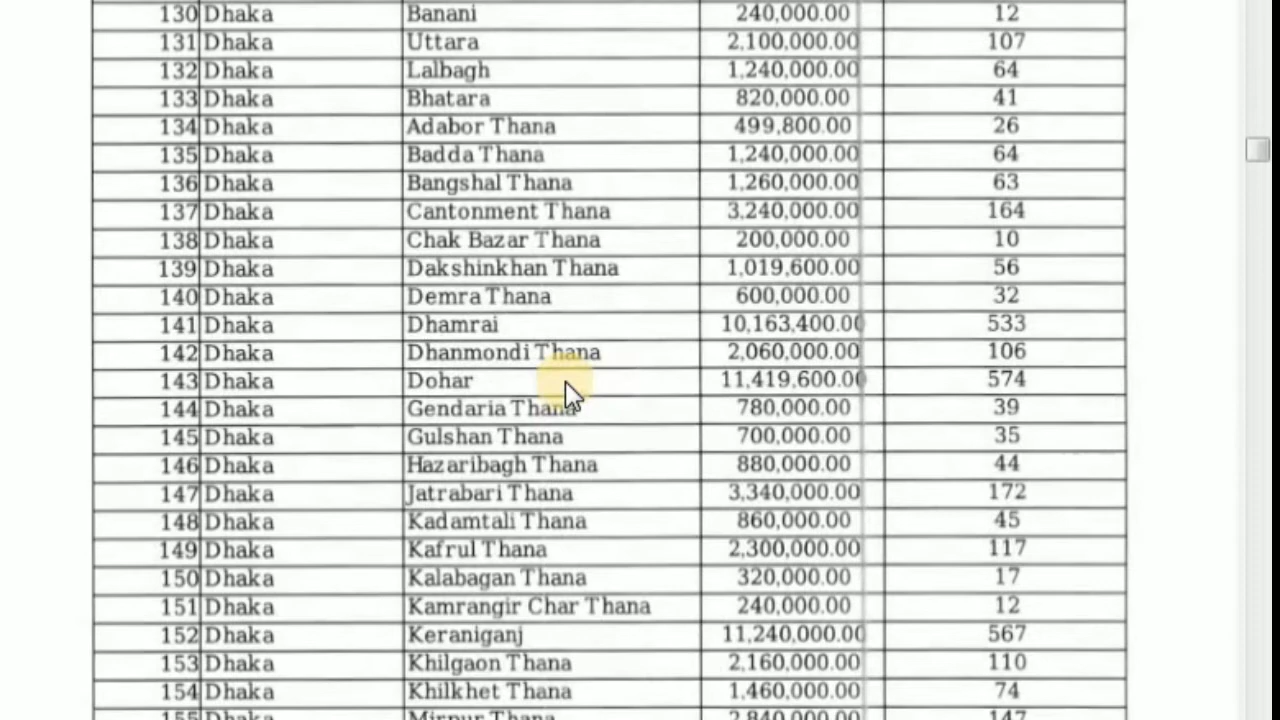 130 Dhaka Banani 240,000.00 12
131 Dhaka Uttara 2,100,000.00 107
132 Dhaka Lalbagh 1,240,000.00 64
133 Dhaka Bhatara 820,000.00 41
134 Dhaka Adabor Thana 499,800.00 26
135 Dhaka Badda Thana 1,240,000.00 64
136 Dhaka Bangshal Thana 1,260,000.00 63
137 Dhaka Cantonment Thana 3,240,000.00 164
138 Dhaka Chak Bazar Thana 200,000.00 10
139 Dhaka Dakshinkhan Thana 1,019,600.00 56
140 Dhaka Demra Thana 600,000.00 32
141 Dhaka Dhamrai 10,163,400.00 533
142 Dhaka Dhanmondi Thana 2,060,000.00 106
143 Dhaka Dohar 11,419,600.00 574
144 Dhaka Gendaria Thana 780,000.00 39
145 Dhaka Gulshan Thana 700,000.00 35
146 Dhaka Hazaribagh Thana 880,000.00 44
147 Dhaka Jatrabari Thana 3,340,000.00 172
148 Dhaka Kadamtali Thana 860,000.00 45
149 Dhaka Kafrul Thana 2,300,000.00 117
150 Dhaka Kalabagan Thana 320,000.00 17
151 Dhaka Kamrangir Char Thana 240,000.00 12
152 Dhaka Keraniganj 11,240,000.00 567
153 Dhaka Khilgaon Thana 2,160,000.00 110
154 Dhaka Khilkhet Thana 1,460,000.00 74
155 Dhaka Mirpur Thana 2,840,000.00 147